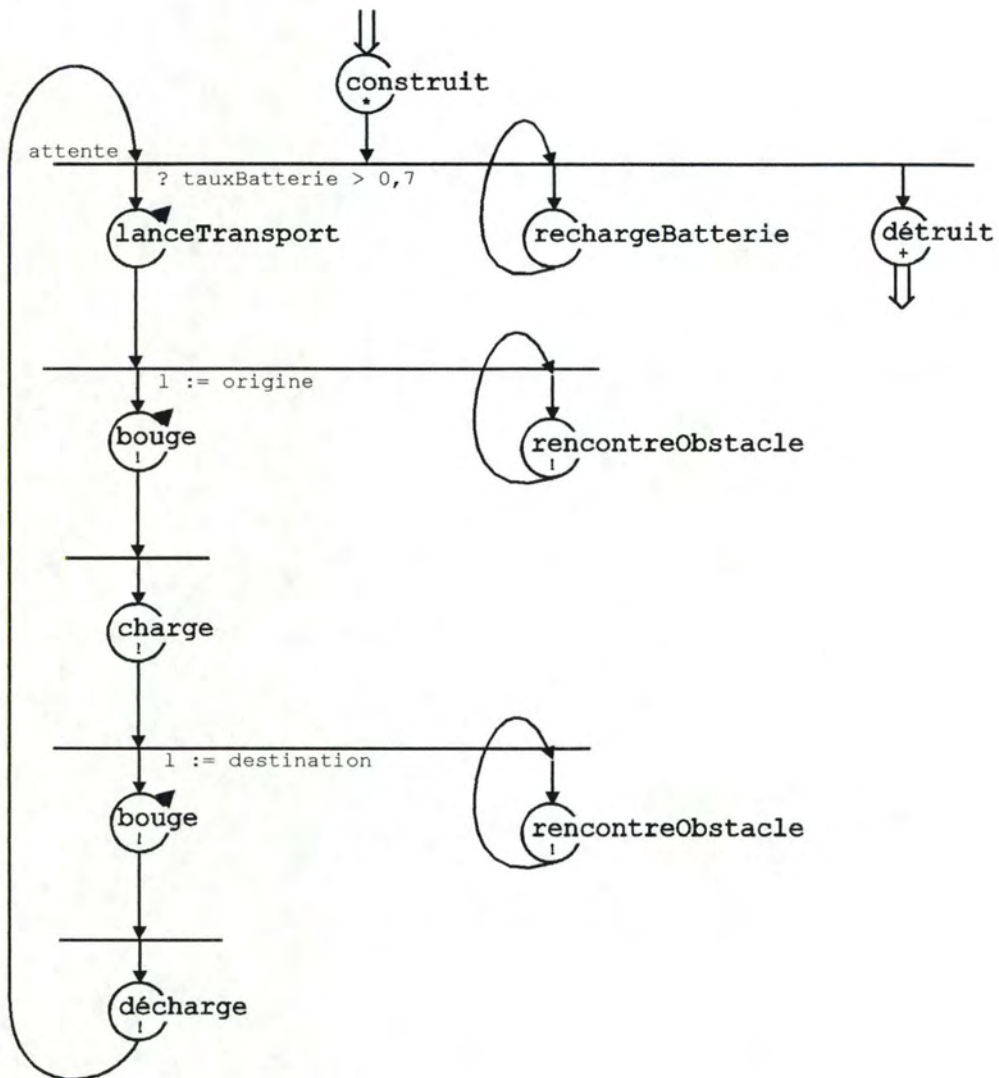 construit
*
attente
? tauxBatterie > 0,7
lanceTransport
rechargeBatterie
détruit
+
l := origine
bouge
!
rencontreObstacle
!
charge
!
l := destination
bouge
!
rencontreObstacle
!
décharge
!